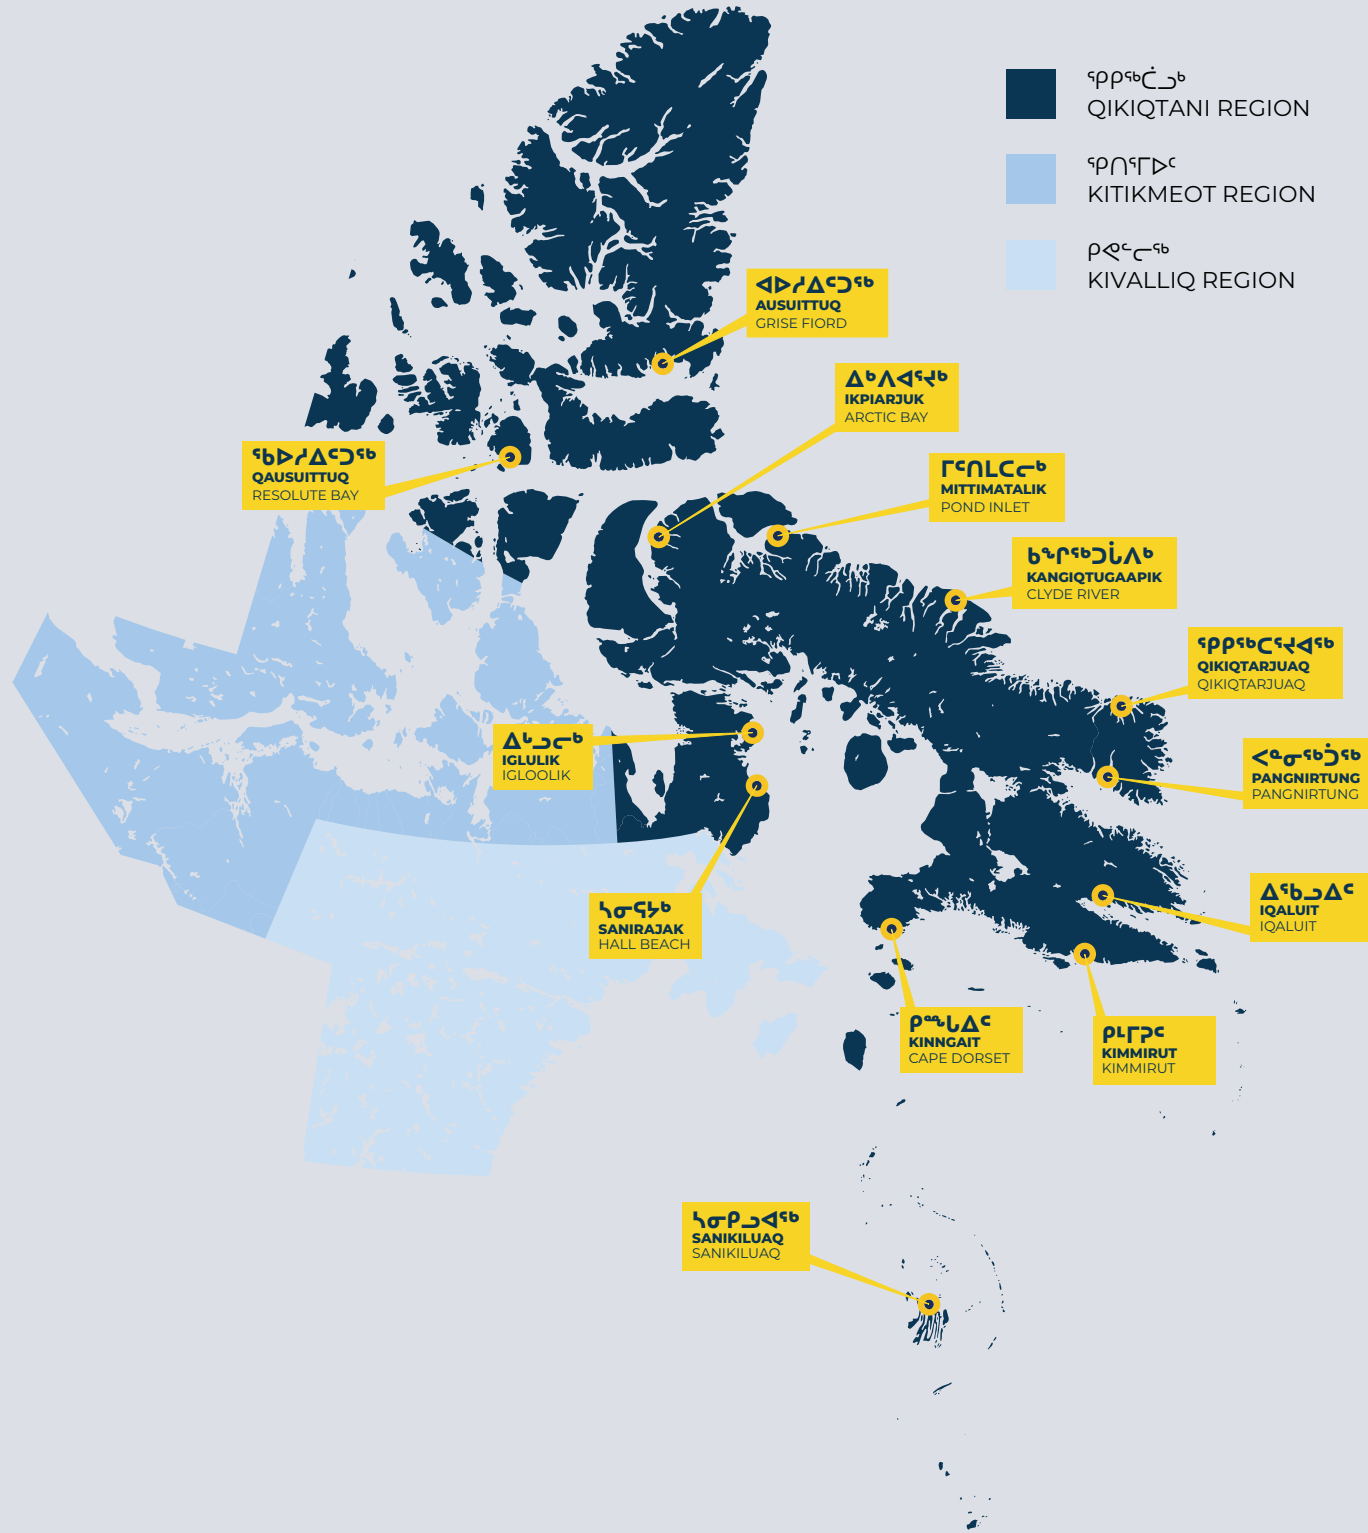 ᕿᑭᖅᑖᓗᒃ
QIKIQTANI REGION
ᕿᑎᕐᒥᐅᑦ
KITIKMEOT REGION
ᑭᕙᓪᓕᖅ
KIVALLIQ REGION
ᐊᐅᓱᐃᑦᑐᖅ
AUSUITTUQ
GRISE FIORD
ᐃᒃᐱᐊᕐᔪᒃ
IKPIARJUK
ARCTIC BAY
ᖃᐅᓱᐃᑦᑐᖅ
QAUSUITTUQ
RESOLUTE BAY
ᒥᑦᑎᒪᑕᓕᒃ
MITTIMATALIK
POND INLET
ᑲᖏᖅᑐᒑᐱᒃ
KANGIQTUGAAPIK
CLYDE RIVER
ᕿᑭᖅᑕᕐᔪᐊᖅ
QIKIQTARJUAQ
QIKIQTARJUAQ
ᐃᒡᓗᓕᒃ
IGLULIK
IGLOOLIK
ᐸᓐᓂᖅᑑᖅ
PANGNIRTUNG
PANGNIRTUNG
ᓴᓂᕋᔭᒃ
SANIRAJAK
HALL BEACH
ᐃᖃᓗᐃᑦ
IQALUIT
IQALUIT
ᑭᙵᐃᑦ
KINNGAIT
CAPE DORSET
ᑭᒻᒥᕈᑦ
KIMMIRUT
KIMMIRUT
ᓴᓂᑭᓗᐊᖅ
SANIKILUAQ
SANIKILUAQ